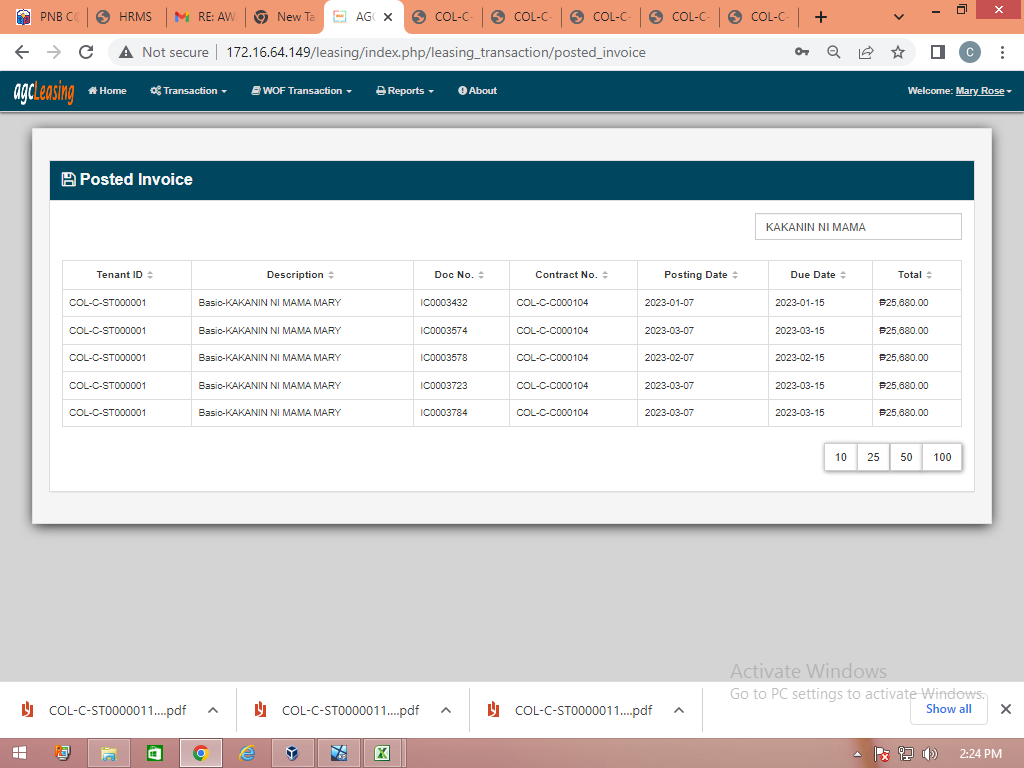 PNB C
HRMS
RE: AW
New Ta
AGC
COL-C-
COL-C-
COL-C-
COL-C-
COL-C-
Not secure
172.16.64.149/leasing/index.php/leasing_transaction/posted_invoice
C
agcLeasing
Home
Transaction
WOF Transaction
Reports
About
Welcome: Mary Rose
Posted Invoice
KAKANIN NI MAMA
Tenant ID Description Doc No. Contract No. Posting Date Due Date Total
COL-C-ST000001 Basic-KAKANIN NI MAMA MARY IC0003432 COL-C-C000104 2023-01-07 2023-01-15 ₱25,680.00
COL-C-ST000001 Basic-KAKANIN NI MAMA MARY IC0003574 COL-C-C000104 2023-03-07 2023-03-15 ₱25,680.00
COL-C-ST000001 Basic-KAKANIN NI MAMA MARY IC0003578 COL-C-C000104 2023-02-07 2023-02-15 ₱25,680.00
COL-C-ST000001 Basic-KAKANIN NI MAMA MARY IC0003723 COL-C-C000104 2023-03-07 2023-03-15 ₱25,680.00
COL-C-ST000001 Basic-KAKANIN NI MAMA MARY IC0003784 COL-C-C000104 2023-03-07 2023-03-15 ₱25,680.00
10 25 50 100
Activate Windows
Go to PC settings to activate Windows.
COL-C-ST0000011....pdf
COL-C-ST0000011....pdf
COL-C-ST0000011....pdf
Show all
2:24 PM